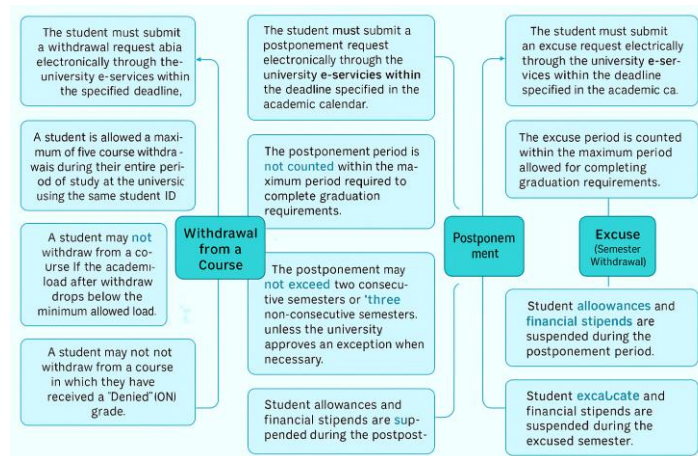 The student must submit
a withdrawal request abia
electronically through the-
university e-services within
the specified deadline,
A student is allowed a maxi-
mum of five course withdra -
wais during their entire peri-
od of study at the universic
using the same student ID
A student may not
withdraw from a co-
urse If the academi-
load after withdraw
drops below the
minimum allowed load.
A student may not not
withdraw from a course
in which they have
received a "Denied" (ON)
grade.
Withdrawal
from a
Course
The student must submit a
postponement request
electronically through the
university e-servicies within
the deadline specified in the
academic calendar.
The postponement period is
not counted within the ma-
ximum period required to
complete graduation
requirements.
The postponement may
not exceed two consecu-
tive semesters or 'three
non-consecutive semesters.
unless the university
approves an exception when
necessary.
Student allowances and
financial stipends are sup-
pended during the postpost-
Postponem
ment
The student must submit
an excuse request electrically
through the university e-ser-
vices within the deadline
specified in the academic ca.
The excuse period is counted
within the maximum period
allowed for completing
graduation requirements.
Excuse
(Semester
Withdrawal)
Student alloowances and
financial stipends are
suspended during the
postponement period.
Student excalcate and
financial stipends are
suspended during the
excused semester.